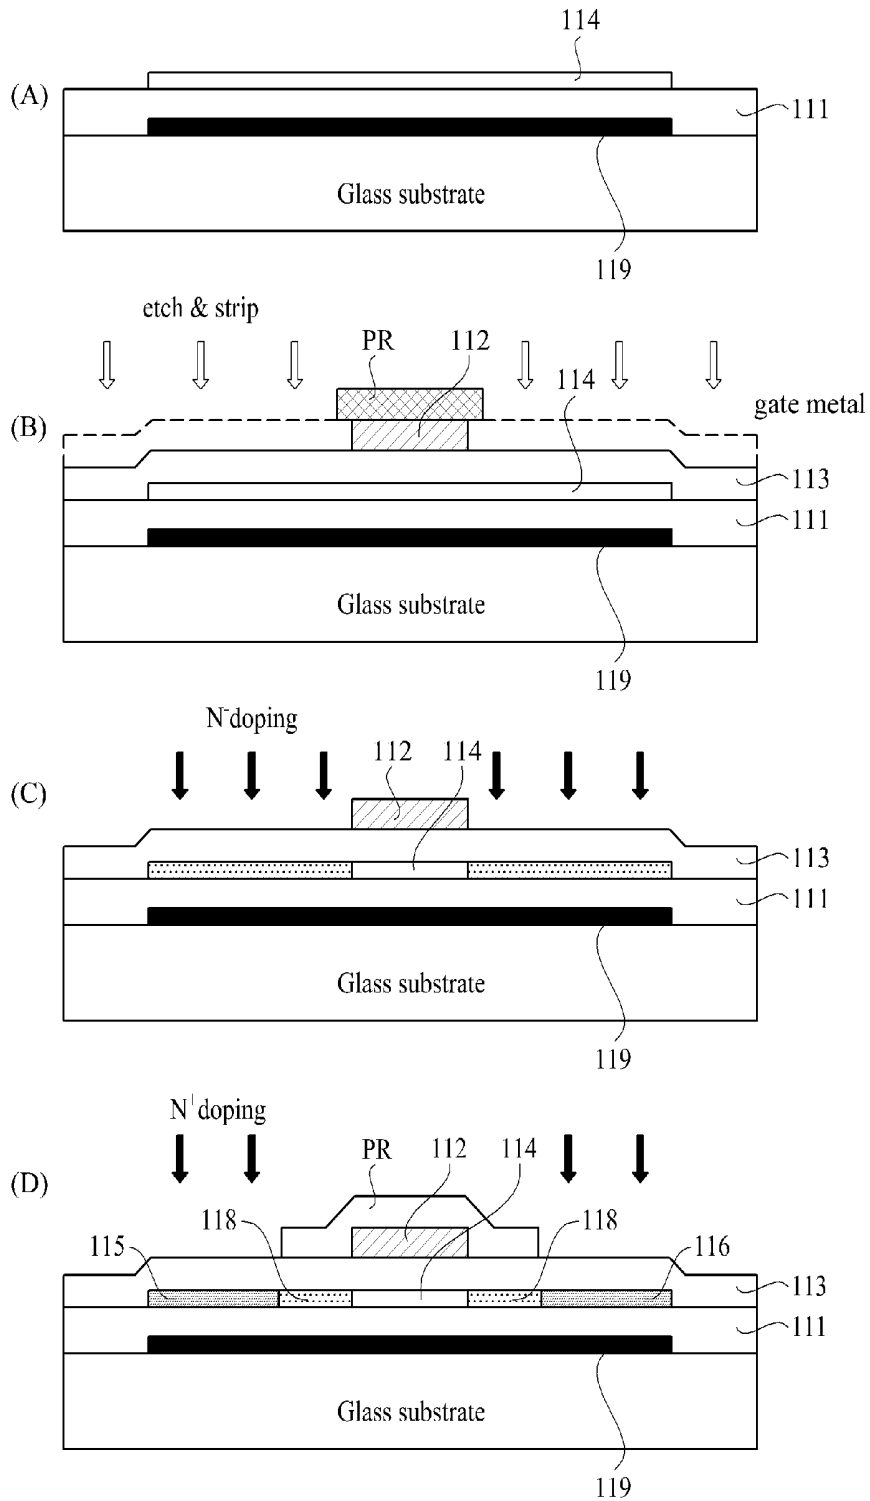 114
(A)
111
Glass substrate
119
etch & strip
PR 112
114
gate metal
(B)
113
111
Glass substrate
119
N⁻doping
112 114
(C)
113
111
Glass substrate
119
N⁺doping
PR 112 114
(D)
118 118
115 116
113
111
Glass substrate
119